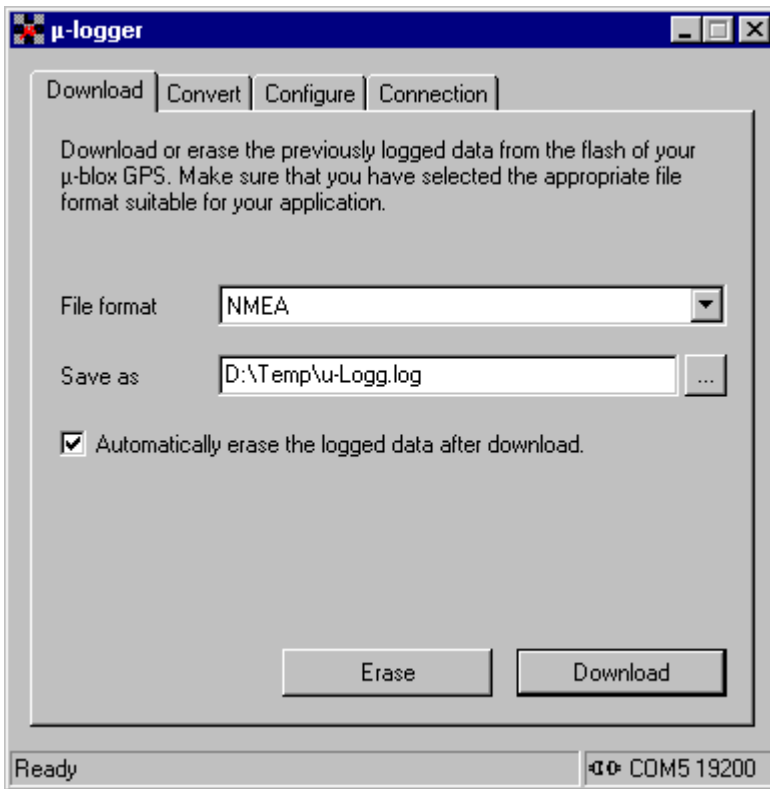 µ-logger
Download Convert Configure Connection
Download or erase the previously logged data from the flash of your
µ-blox GPS. Make sure that you have selected the appropriate file
format suitable for your application.
File format NMEA
Save as D:\Temp\u-Logg.log ...
Automatically erase the logged data after download.
Erase Download
Ready COM5 19200